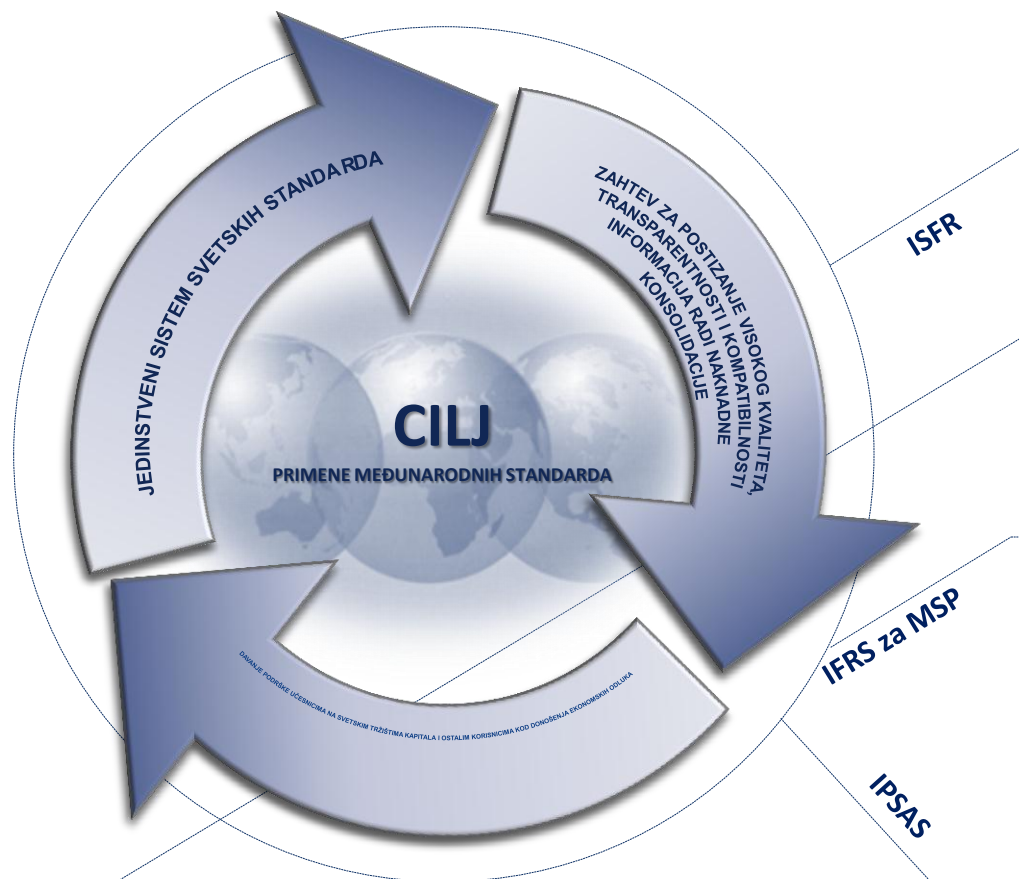 JEDINSTVENI SISTEM SVETSKIH STANDARDA
ZAHTEV ZA POSTIZANJE VISOKOG KVALITETA,
TRANSPARENTNOSTI I KOMPATIBILNOSTI
INFORMACIJA RADI NAKNADNE
KONSOLIDACIJE
ISFR
CILJ
PRIMENE MEĐUNARODNIH STANDARDA
IFRS za MSP
DAVANJE PODRŠKE UČESNICIMA NA SVETSKIM TRŽIŠTIMA KAPITALA I OSTALIM KORISNICIMA KOD DONOŠENJA EKONOMSKIH ODLUKA
IPSAS